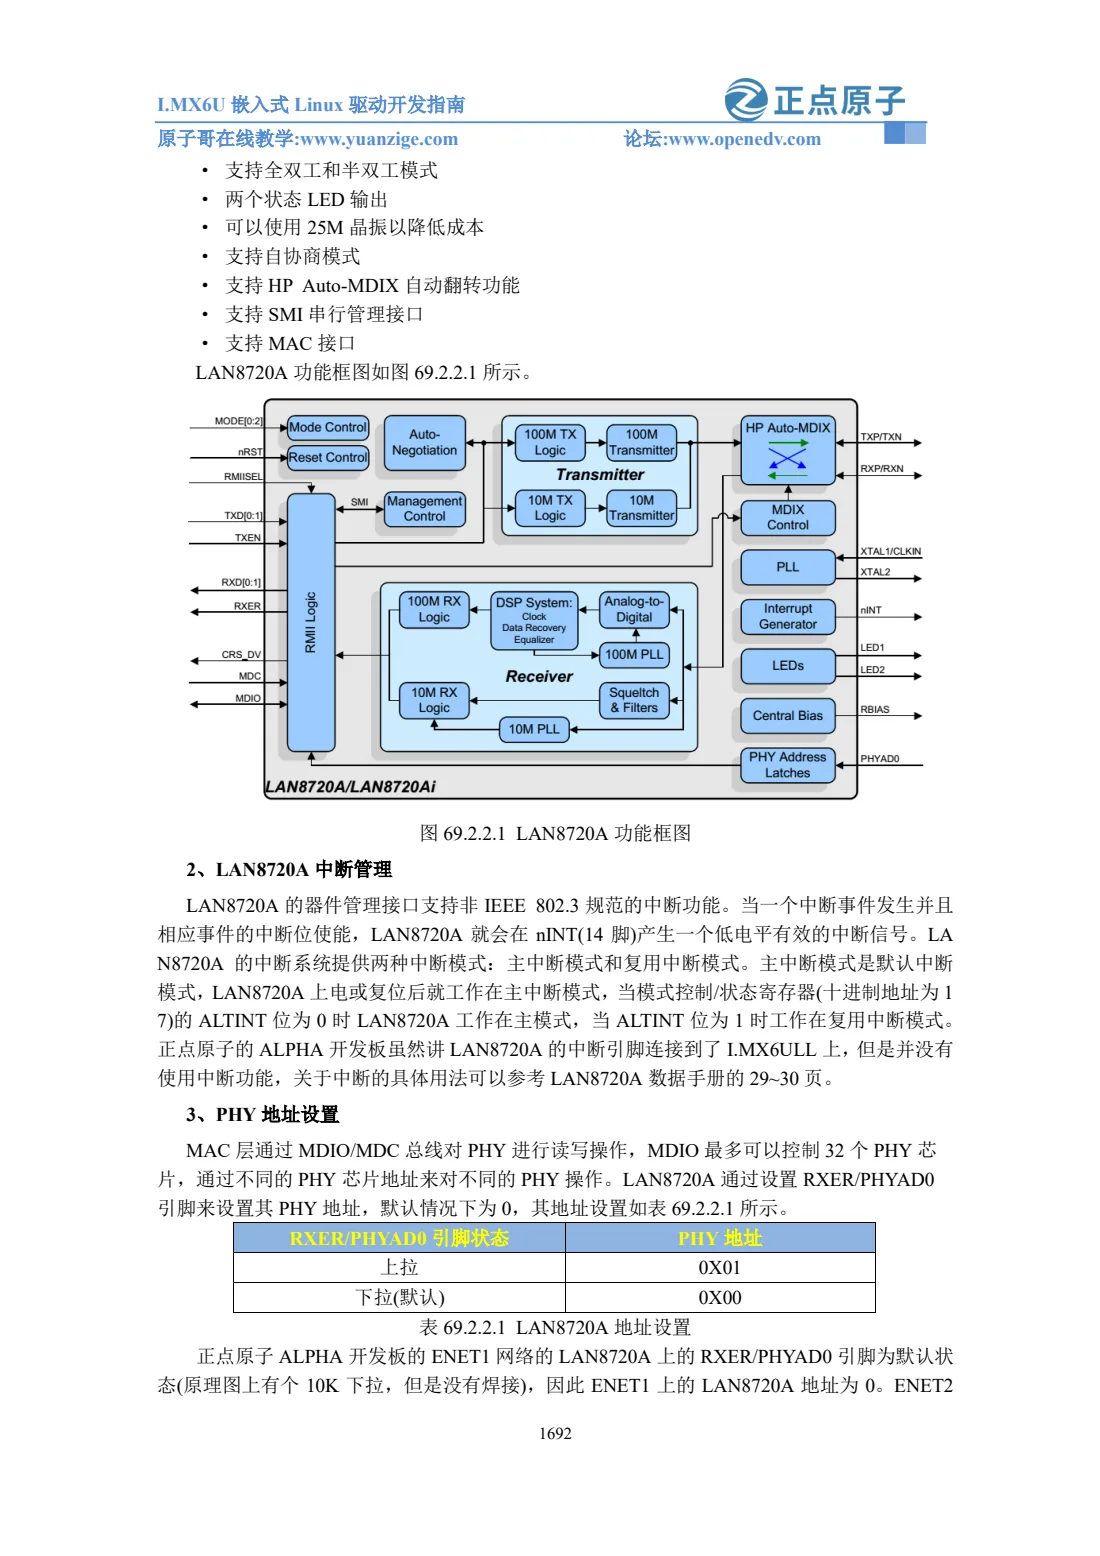 I.MX6U 嵌入式 Linux 驱动开发指南
正点原子
原子哥在线教学:www.yuanzige.com 论坛:www.openedv.com
· 支持全双工和半双工模式
· 两个状态 LED 输出
· 可以使用 25M 晶振以降低成本
· 支持自协商模式
· 支持 HP Auto-MDIX 自动翻转功能
· 支持 SMI 串行管理接口
· 支持 MAC 接口
LAN8720A 功能框图如图 69.2.2.1 所示。
MODE[0:2]
nRST
RMIISEL
TXD[0:1]
TXEN
RXD[0:1]
RXER
CRS_DV
MDC
MDIO
Mode Control
Reset Control
RMII Logic
SMI
Auto-
Negotiation
Management
Control
100M TX
Logic
100M
Transmitter
Transmitter
10M TX
Logic
10M
Transmitter
HP Auto-MDIX
MDIX
Control
PLL
Interrupt
Generator
LEDs
Central Bias
PHY Address
Latches
TXP/TXN
RXP/RXN
XTAL1/CLKIN
XTAL2
nINT
LED1
LED2
RBIAS
PHYAD0
100M RX
Logic
DSP System:
Clock
Data Recovery
Equalizer
Analog-to-
Digital
100M PLL
Receiver
10M RX
Logic
Squeltch
& Filters
10M PLL
LAN8720A/LAN8720Ai
图 69.2.2.1 LAN8720A 功能框图
2、LAN8720A 中断管理
LAN8720A 的器件管理接口支持非 IEEE 802.3 规范的中断功能。当一个中断事件发生并且
相应事件的中断位使能，LAN8720A 就会在 nINT(14 脚)产生一个低电平有效的中断信号。LA
N8720A 的中断系统提供两种中断模式：主中断模式和复用中断模式。主中断模式是默认中断
模式，LAN8720A 上电或复位后就工作在主中断模式，当模式控制/状态寄存器(十进制地址为 1
7)的 ALTINT 位为 0 时 LAN8720A 工作在主模式，当 ALTINT 位为 1 时工作在复用中断模式。
正点原子的 ALPHA 开发板虽然讲 LAN8720A 的中断引脚连接到了 I.MX6ULL 上，但是并没有
使用中断功能，关于中断的具体用法可以参考 LAN8720A 数据手册的 29~30 页。
3、PHY 地址设置
MAC 层通过 MDIO/MDC 总线对 PHY 进行读写操作，MDIO 最多可以控制 32 个 PHY 芯
片，通过不同的 PHY 芯片地址来对不同的 PHY 操作。LAN8720A 通过设置 RXER/PHYAD0
引脚来设置其 PHY 地址，默认情况下为 0，其地址设置如表 69.2.2.1 所示。
RXER/PHYAD0 引脚状态 PHY 地址
上拉 0X01
下拉(默认) 0X00
表 69.2.2.1 LAN8720A 地址设置
正点原子 ALPHA 开发板的 ENET1 网络的 LAN8720A 上的 RXER/PHYAD0 引脚为默认状
态(原理图上有个 10K 下拉，但是没有焊接)，因此 ENET1 上的 LAN8720A 地址为 0。ENET2
1692